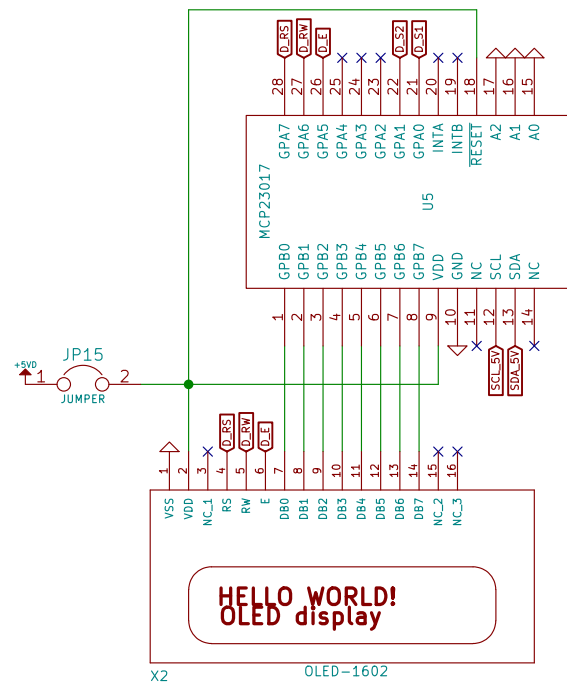 D_RS D_RW D_E D_S2 D_S1
28 27 26 25 24 23 22 21 20 19 18 17 16 15
GPA7 GPA6 GPA5 GPA4 GPA3 GPA2 GPA1 GPA0 INTA INTB RESET A2 A1 A0
MCP23017
U5
GPB0 GPB1 GPB2 GPB3 GPB4 GPB5 GPB6 GPB7 VDD GND NC SCL SDA NC
1 2 3 4 5 6 7 8 9 10 11 12 13 14
SCL_5V SDA_5V
+5VD
JP15
1 2
JUMPER
D_RS D_RW D_E
1 2 3 4 5 6 7 8 9 10 11 12 13 14 15 16
VSS VDD NC_1 RS RW E DB0 DB1 DB2 DB3 DB4 DB5 DB6 DB7 NC_2 NC_3
HELLO WORLD!
OLED display
X2
OLED-1602